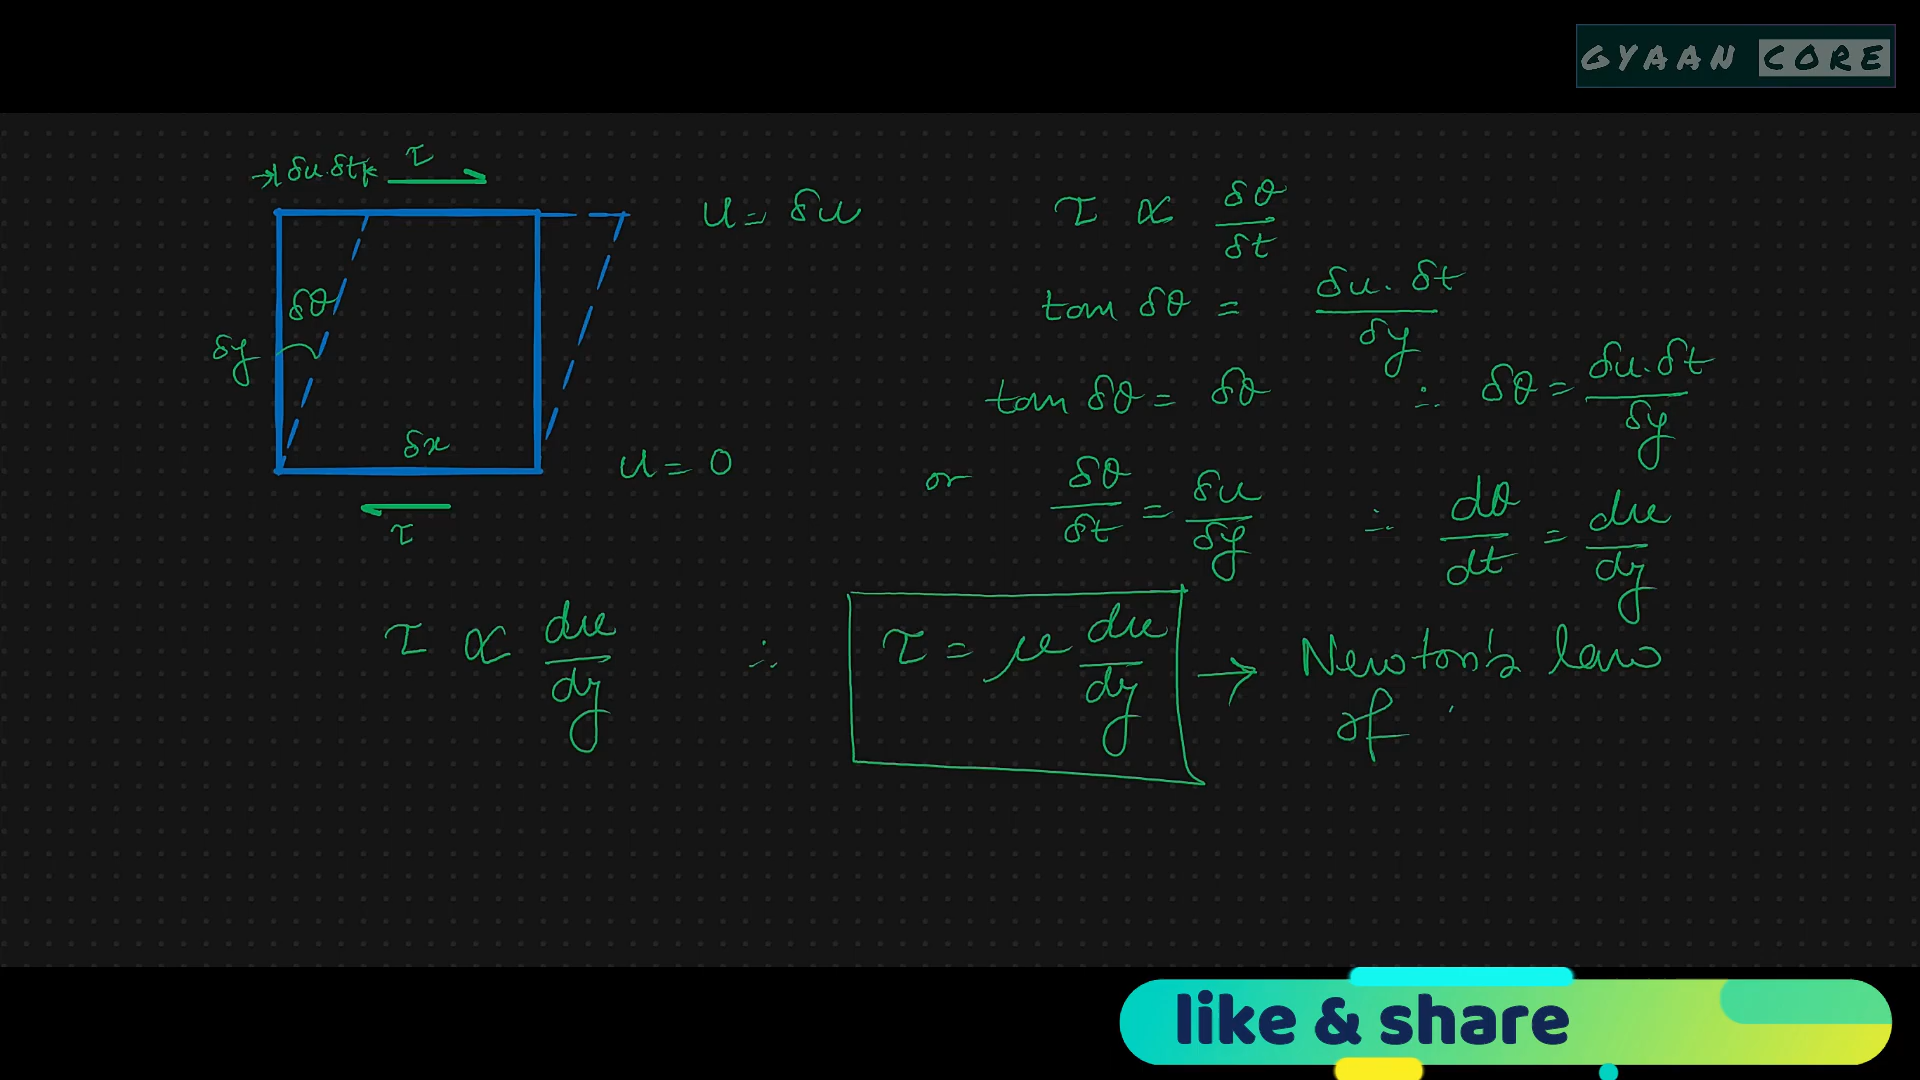 GYAAN CORE
δu.δt τ
u = δu
τ ∝ δθ/δt
δθ
tan δθ = δu. δt/δy
δy
tan δθ = δθ ∴ δθ = δu.δt/δy
δx
u = 0
or δθ/δt = δu/δy ∴ dθ/dt = du/dy
τ
τ ∝ du/dy ∴ τ = μ du/dy → Newton's law
of
like & share